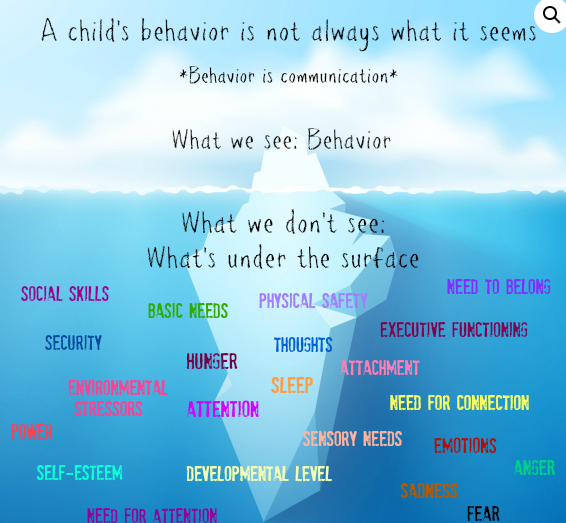 A child's behavior is not always what it seems
*Behavior is communication*
What we see: Behavior
What we don't see:
What's under the surface
SOCIAL SKILLS
BASIC NEEDS
PHYSICAL SAFETY
NEED TO BELONG
SECURITY
THOUGHTS
EXECUTIVE FUNCTIONING
HUNGER
ATTACHMENT
ENVIRONMENTAL
STRESSORS
SLEEP
ATTENTION
NEED FOR CONNECTION
POWER
SENSORY NEEDS
EMOTIONS
SELF-ESTEEM
DEVELOPMENTAL LEVEL
ANGER
SADNESS
NEED FOR ATTENTION
FEAR